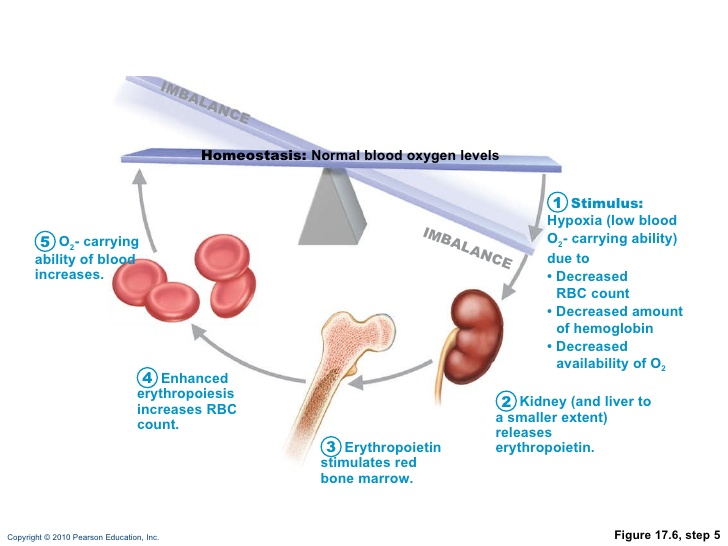 IMBALANCE
Homeostasis: Normal blood oxygen levels
IMBALANCE
1 Stimulus:
Hypoxia (low blood
O2- carrying ability)
due to
• Decreased
RBC count
• Decreased amount
of hemoglobin
• Decreased
availability of O2
2 Kidney (and liver to
a smaller extent)
releases
erythropoietin.
3 Erythropoietin
stimulates red
bone marrow.
4 Enhanced
erythropoiesis
increases RBC
count.
5 O2- carrying
ability of blood
increases.
Copyright © 2010 Pearson Education, Inc.
Figure 17.6, step 5